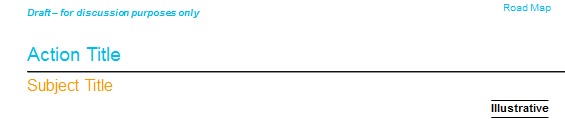 Draft – for discussion purposes only
Road Map
Action Title
Subject Title
Illustrative